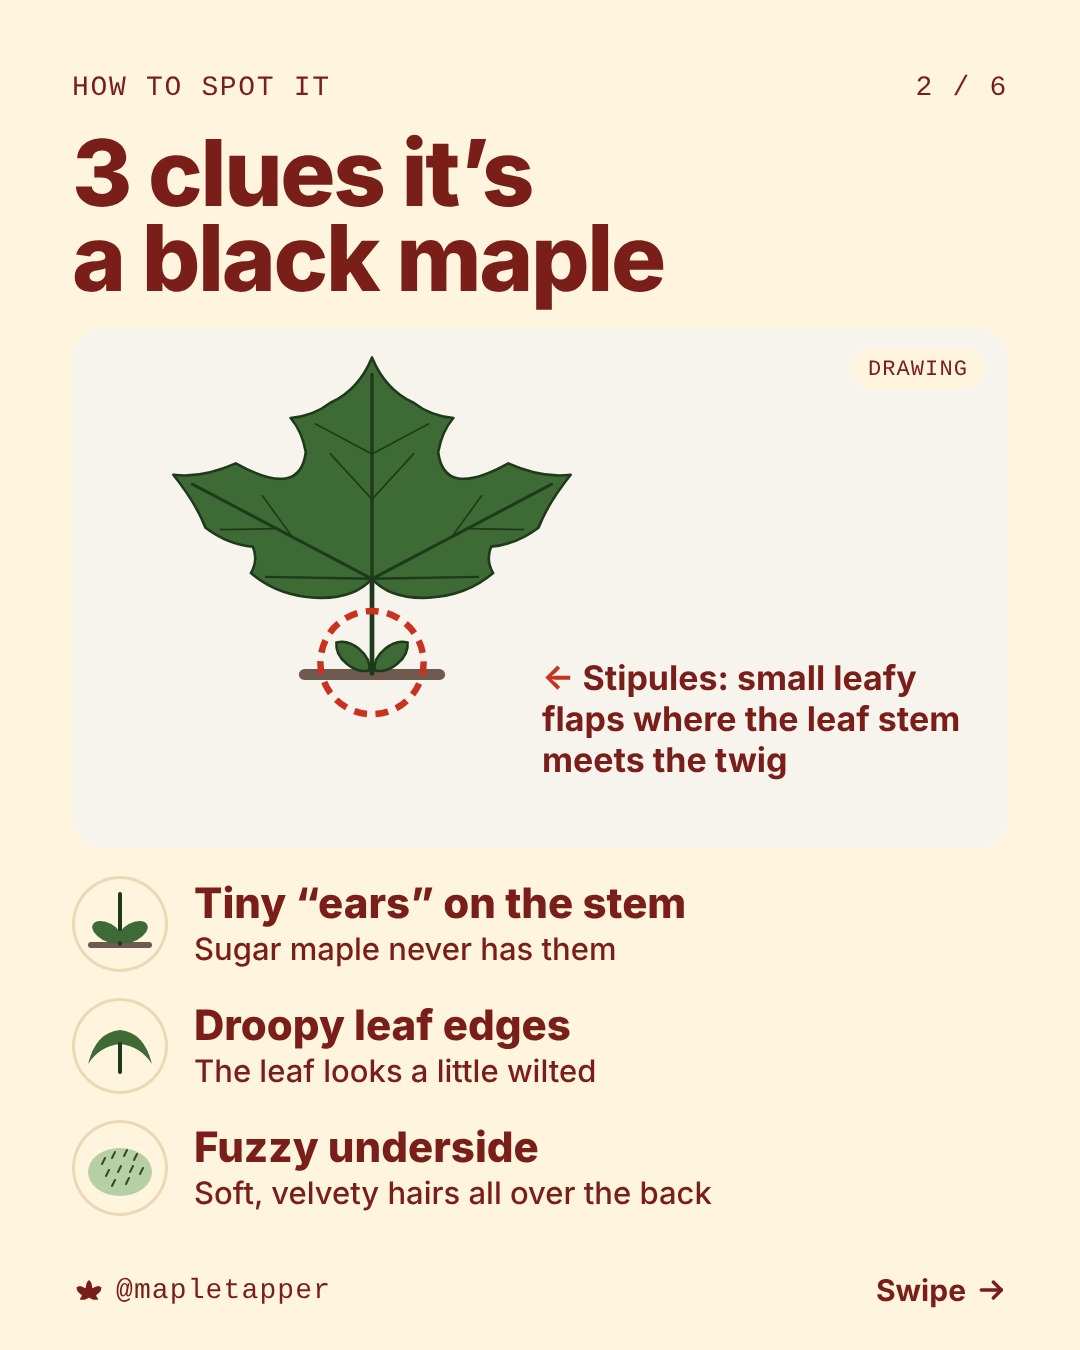 HOW TO SPOT IT
2 / 6
3 clues it’s
a black maple
DRAWING
← Stipules: small leafy
flaps where the leaf stem
meets the twig
Tiny “ears” on the stem
Sugar maple never has them
Droopy leaf edges
The leaf looks a little wilted
Fuzzy underside
Soft, velvety hairs all over the back
@mapletapper
Swipe →